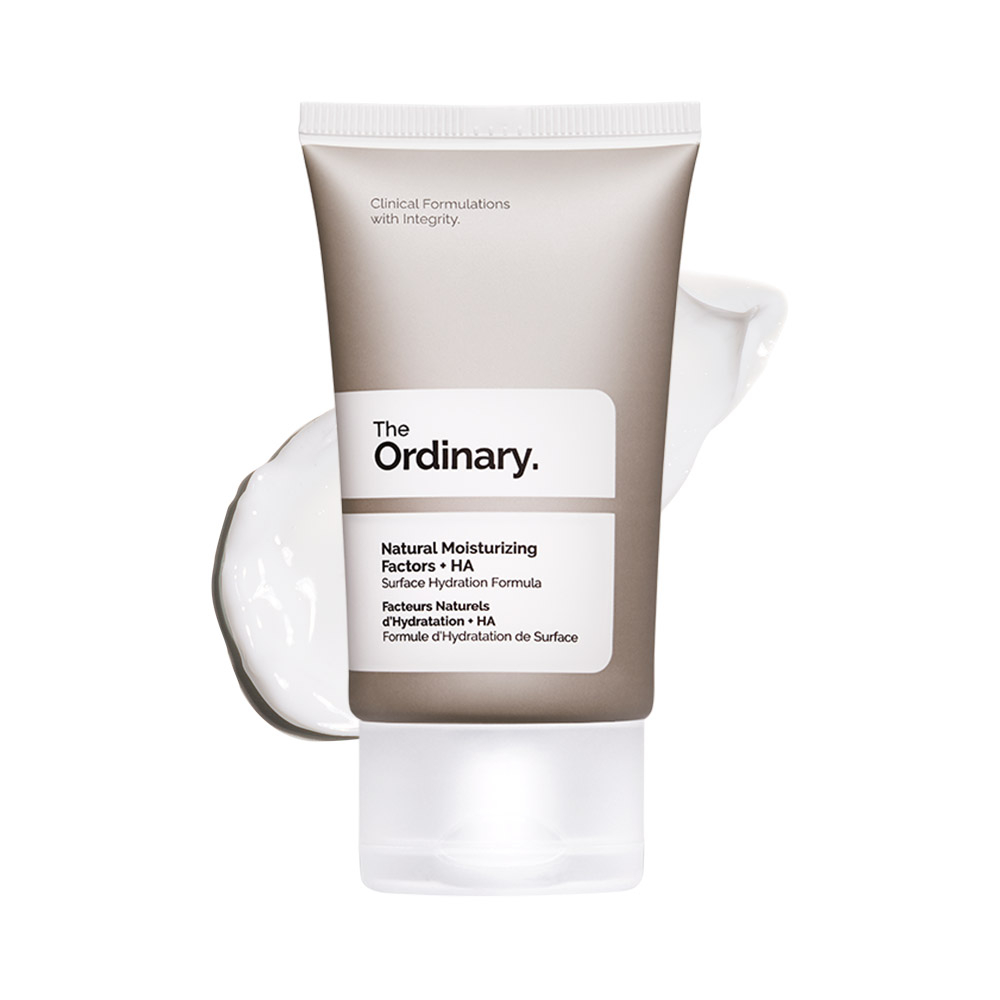 Clinical Formulations
with Integrity.
The
Ordinary.
Natural Moisturizing
Factors + HA
Surface Hydration Formula
Facteurs Naturels
d'Hydratation + HA
Formule d'Hydratation de Surface